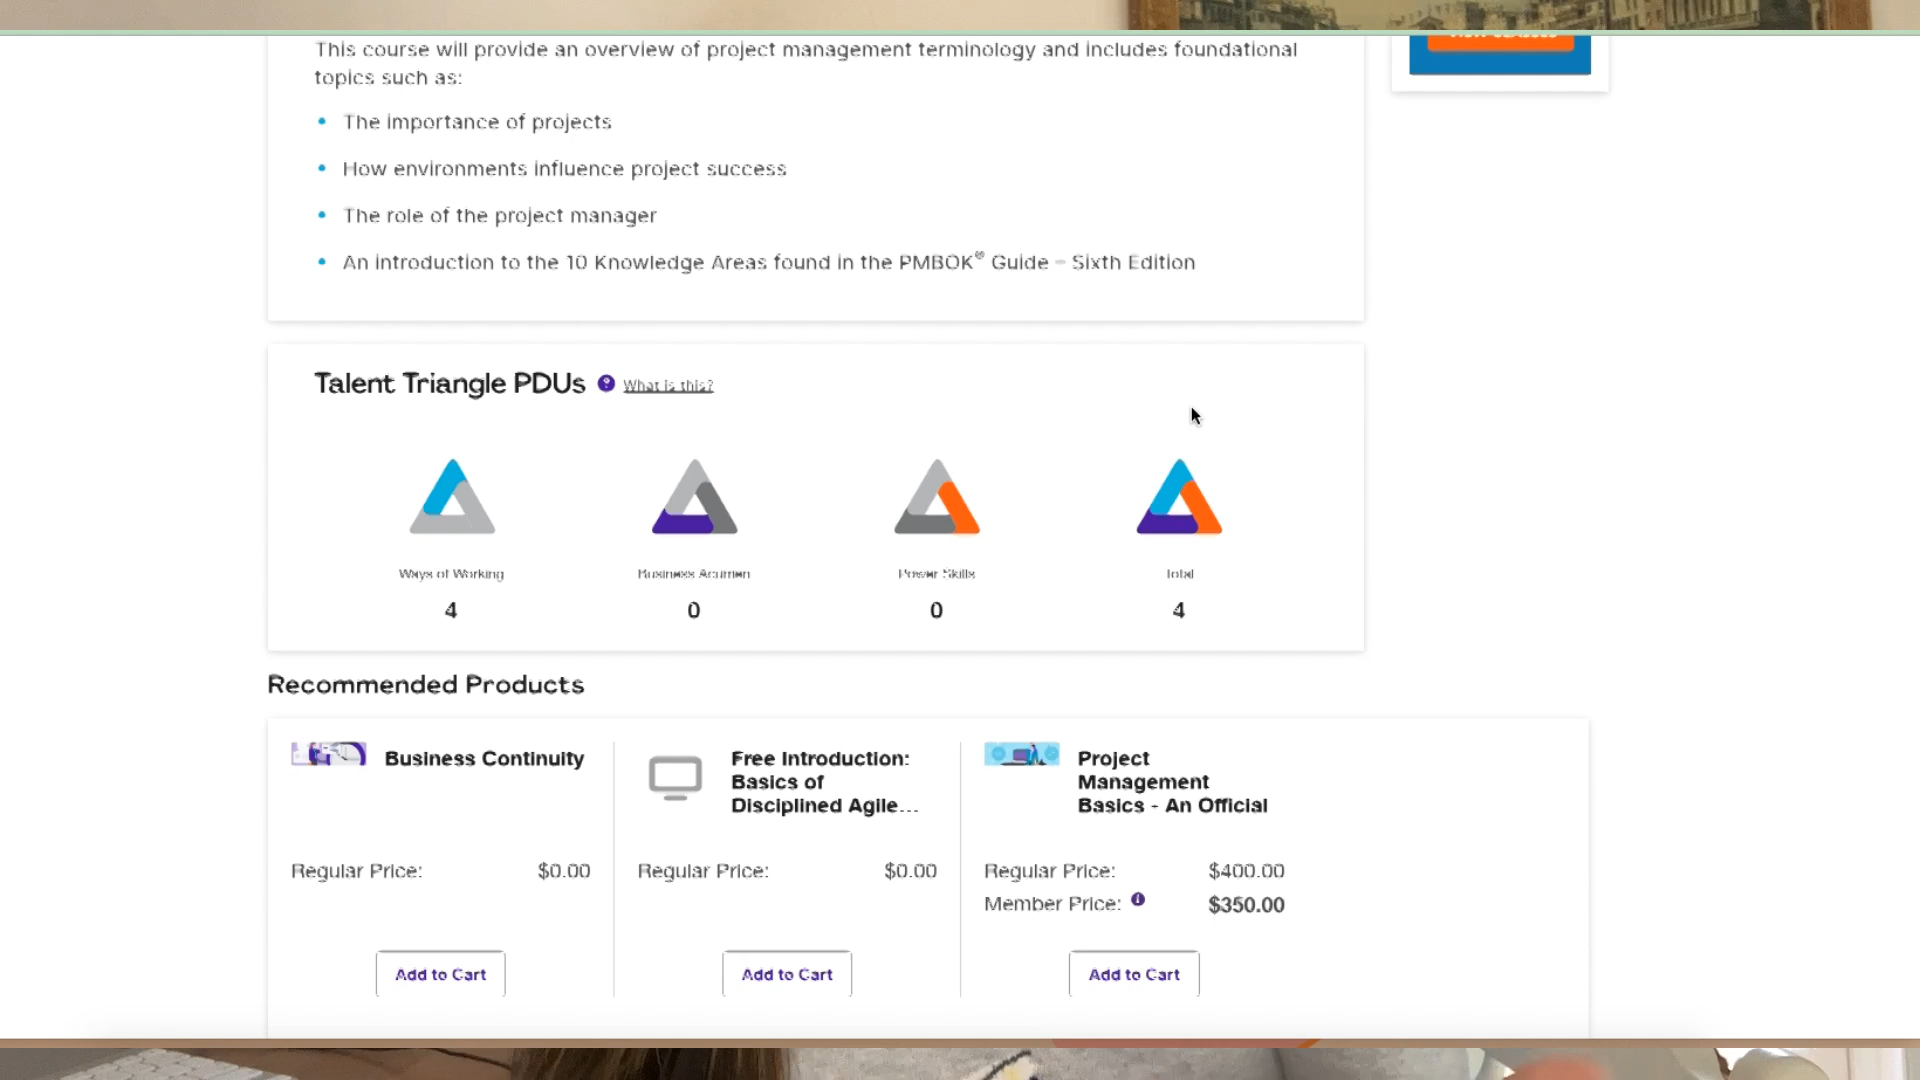 This course will provide an overview of project management terminology and includes foundational
topics such as:
The importance of projects
How environments influence project success
The role of the project manager
An introduction to the 10 Knowledge Areas found in the PMBOK® Guide – Sixth Edition
Talent Triangle PDUs ? What is this?
Ways of Working Business Acumen Power Skills Total
4 0 0 4
Recommended Products
Business Continuity
Regular Price: $0.00
Add to Cart
Free Introduction:
Basics of
Disciplined Agile...
Regular Price: $0.00
Add to Cart
Project
Management
Basics - An Official
Regular Price: $400.00
Member Price: i $350.00
Add to Cart